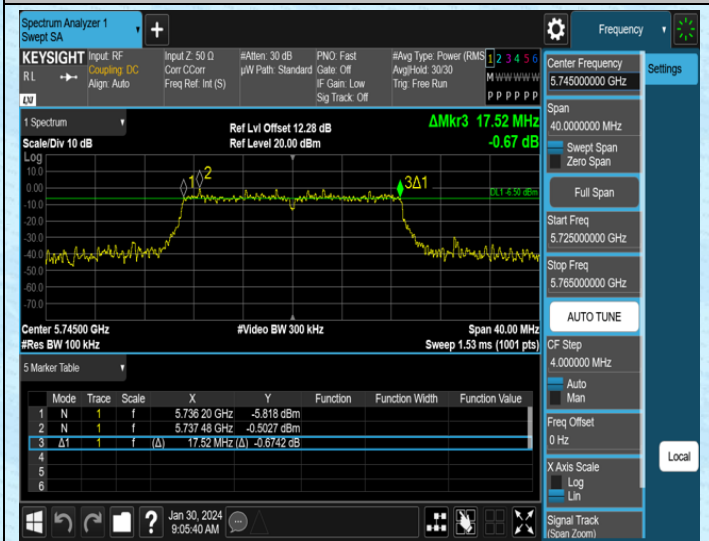 Spectrum Analyzer 1
Swept SA
+
Frequency
KEYSIGHT
RL
LXI
Input: RF
Coupling: DC
Align: Auto
Input Z: 50 Ω
Corr CCorr
Freq Ref: Int (S)
#Atten: 30 dB
µW Path: Standard
PNO: Fast
Gate: Off
IF Gain: Low
Sig Track: Off
#Avg Type: Power (RMS
Avg|Hold: 30/30
Trig: Free Run
1 2 3 4 5 6
M W W W W W
P P P P P P
1 Spectrum
Scale/Div 10 dB
Ref Lvl Offset 12.28 dB
Ref Level 20.00 dBm
ΔMkr3 17.52 MHz
-0.67 dB
Log
10.0
0.00
-10.0
-20.0
-30.0
-40.0
-50.0
-60.0
-70.0
1
2
3Δ1
DL1 -6.50 dBm
Center 5.74500 GHz
#Video BW 300 kHz
Span 40.00 MHz
#Res BW 100 kHz
Sweep 1.53 ms (1001 pts)
5 Marker Table
Mode Trace Scale X Y Function Function Width Function Value
1 N 1 f 5.736 20 GHz -5.818 dBm
2 N 1 f 5.737 48 GHz -0.5027 dBm
3 Δ1 1 f (Δ) 17.52 MHz (Δ) -0.6742 dB
4
5
6
Jan 30, 2024
9:05:40 AM
?
Center Frequency
5.745000000 GHz
Span
40.0000000 MHz
Swept Span
Zero Span
Full Span
Start Freq
5.725000000 GHz
Stop Freq
5.765000000 GHz
AUTO TUNE
CF Step
4.000000 MHz
Auto
Man
Freq Offset
0 Hz
X Axis Scale
Log
Lin
Signal Track
(Span Zoom)
Settings
Local